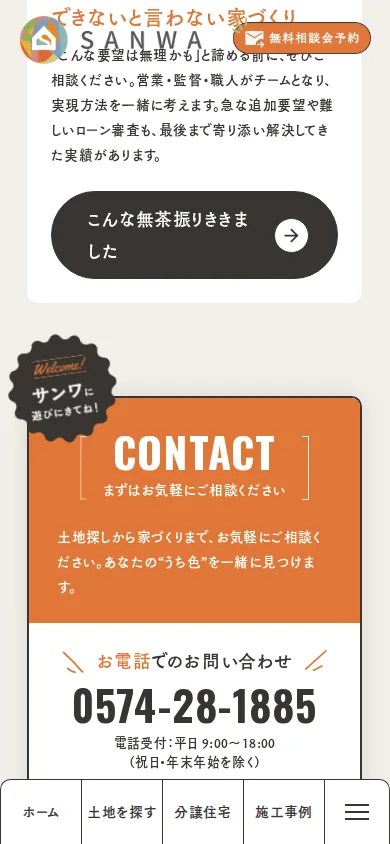 できないと言わない家づくり
SANWA
無料相談会予約
「こんな要望は無理かも」と諦める前に、ぜひご
相談ください。営業・監督・職人がチームとなり、
実現方法を一緒に考えます。急な追加要望や難
しいローン審査も、最後まで寄り添い解決してき
た実績があります。
こんな無茶振りききま
した
Welcome!
サンワに
遊びにきてね!
CONTACT
まずはお気軽にご相談ください
土地探しから家づくりまで、お気軽にご相談く
ださい。あなたの“うち色”を一緒に見つけま
す。
お電話でのお問い合わせ
0574-28-1885
電話受付:平日 9:00〜18:00
(祝日・年末年始を除く)
ホーム
土地を探す
分譲住宅
施工事例